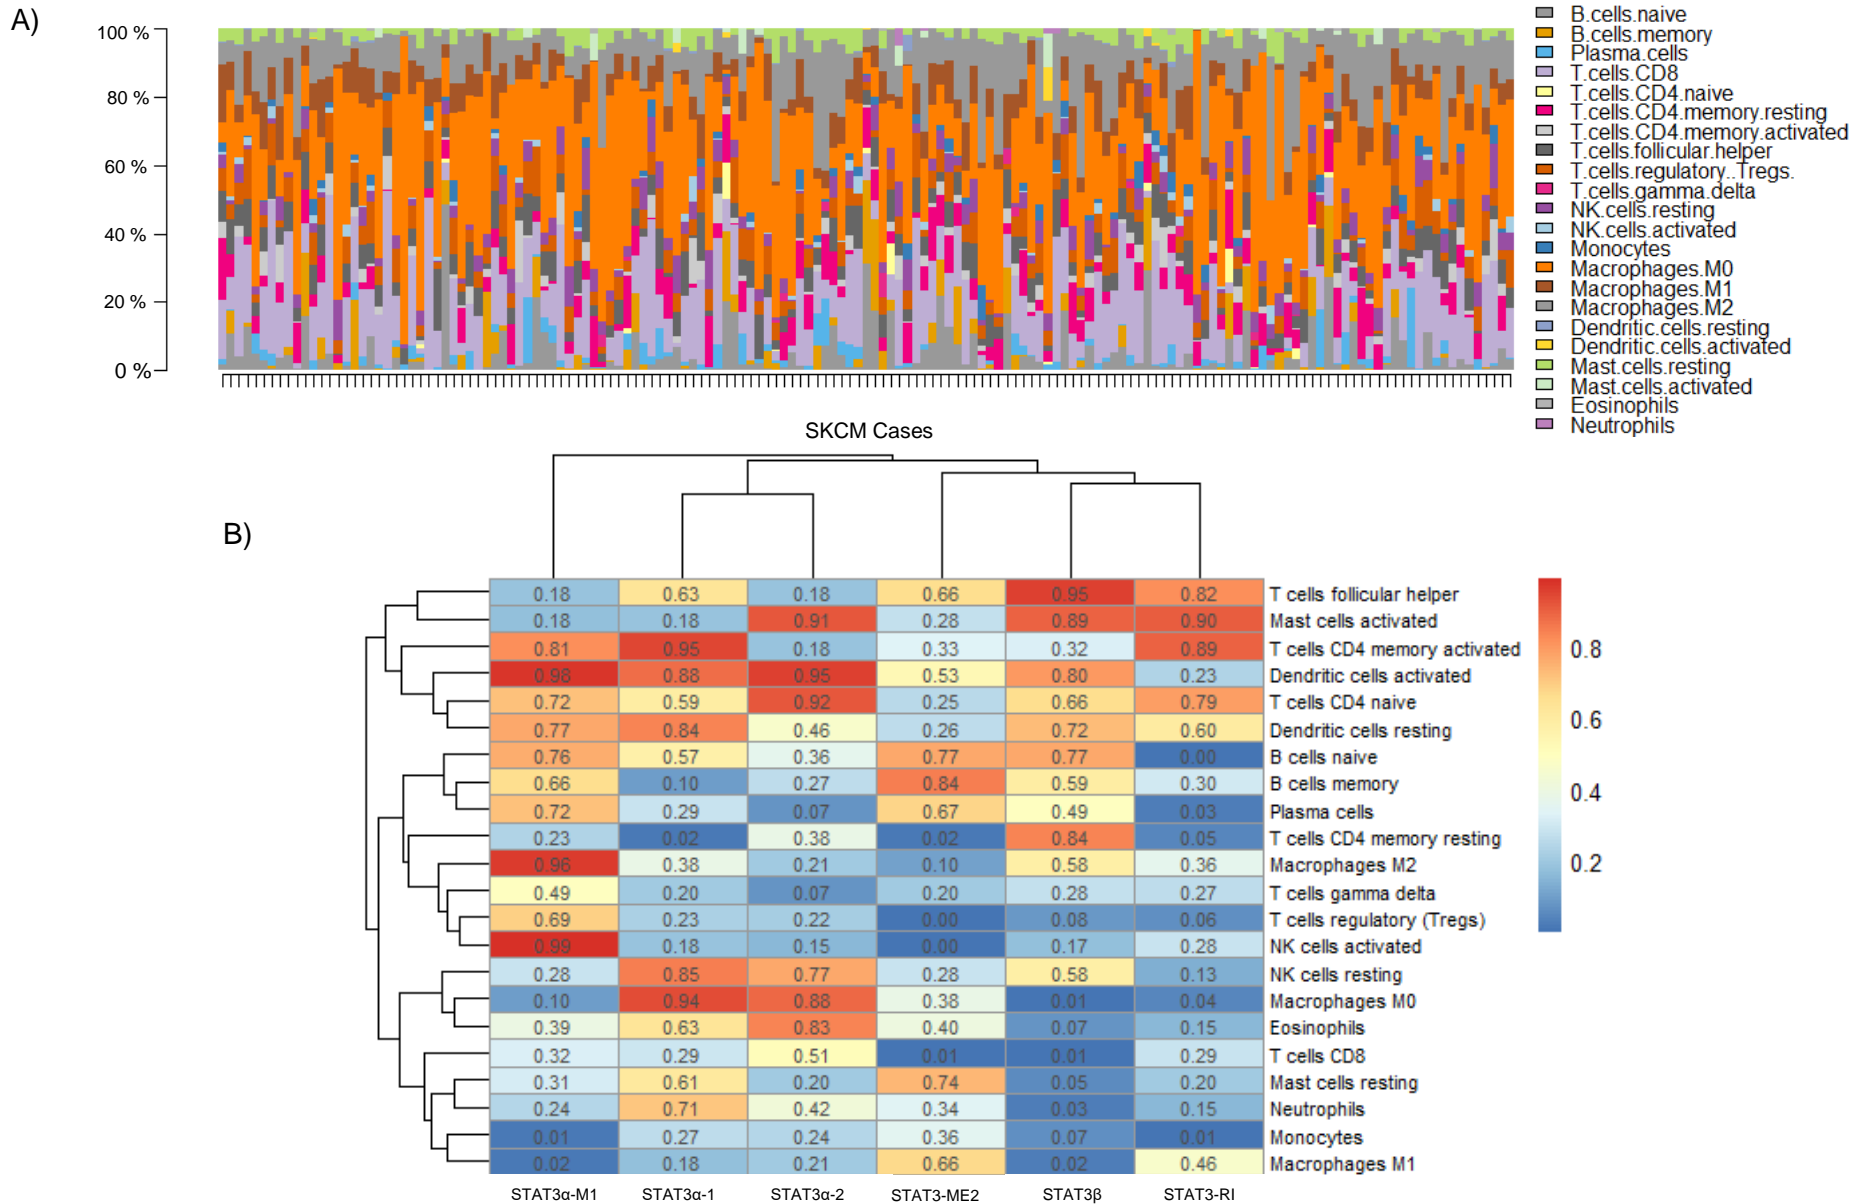 A)
100 %
80 %
60 %
40 %
20 %
0 %
SKCM Cases
B.cells.naive
B.cells.memory
Plasma.cells
T.cells.CD8
T.cells.CD4.naive
T.cells.CD4.memory.resting
T.cells.CD4.memory.activated
T.cells.follicular.helper
T.cells.regulatory..Tregs.
T.cells.gamma.delta
NK.cells.resting
NK.cells.activated
Monocytes
Macrophages.M0
Macrophages.M1
Macrophages.M2
Dendritic.cells.resting
Dendritic.cells.activated
Mast.cells.resting
Mast.cells.activated
Eosinophils
Neutrophils
B)
0.18 0.63 0.18 0.66 0.95 0.82 T cells follicular helper
0.18 0.18 0.91 0.28 0.89 0.90 Mast cells activated
0.81 0.95 0.18 0.33 0.32 0.89 T cells CD4 memory activated
0.98 0.88 0.95 0.53 0.80 0.23 Dendritic cells activated
0.72 0.59 0.92 0.25 0.66 0.79 T cells CD4 naive
0.77 0.84 0.46 0.26 0.72 0.60 Dendritic cells resting
0.76 0.57 0.36 0.77 0.77 0.00 B cells naive
0.66 0.10 0.27 0.84 0.59 0.30 B cells memory
0.72 0.29 0.07 0.67 0.49 0.03 Plasma cells
0.23 0.02 0.38 0.02 0.84 0.05 T cells CD4 memory resting
0.96 0.38 0.21 0.10 0.58 0.36 Macrophages M2
0.49 0.20 0.07 0.20 0.28 0.27 T cells gamma delta
0.69 0.23 0.22 0.00 0.08 0.06 T cells regulatory (Tregs)
0.99 0.18 0.15 0.00 0.17 0.28 NK cells activated
0.28 0.85 0.77 0.28 0.58 0.13 NK cells resting
0.10 0.94 0.88 0.38 0.01 0.04 Macrophages M0
0.39 0.63 0.83 0.40 0.07 0.15 Eosinophils
0.32 0.29 0.51 0.01 0.01 0.29 T cells CD8
0.31 0.61 0.20 0.74 0.05 0.20 Mast cells resting
0.24 0.71 0.42 0.34 0.03 0.15 Neutrophils
0.01 0.27 0.24 0.36 0.07 0.01 Monocytes
0.02 0.18 0.21 0.66 0.02 0.46 Macrophages M1
STAT3α-M1 STAT3α-1 STAT3α-2 STAT3-ME2 STAT3β STAT3-RI
0.8
0.6
0.4
0.2